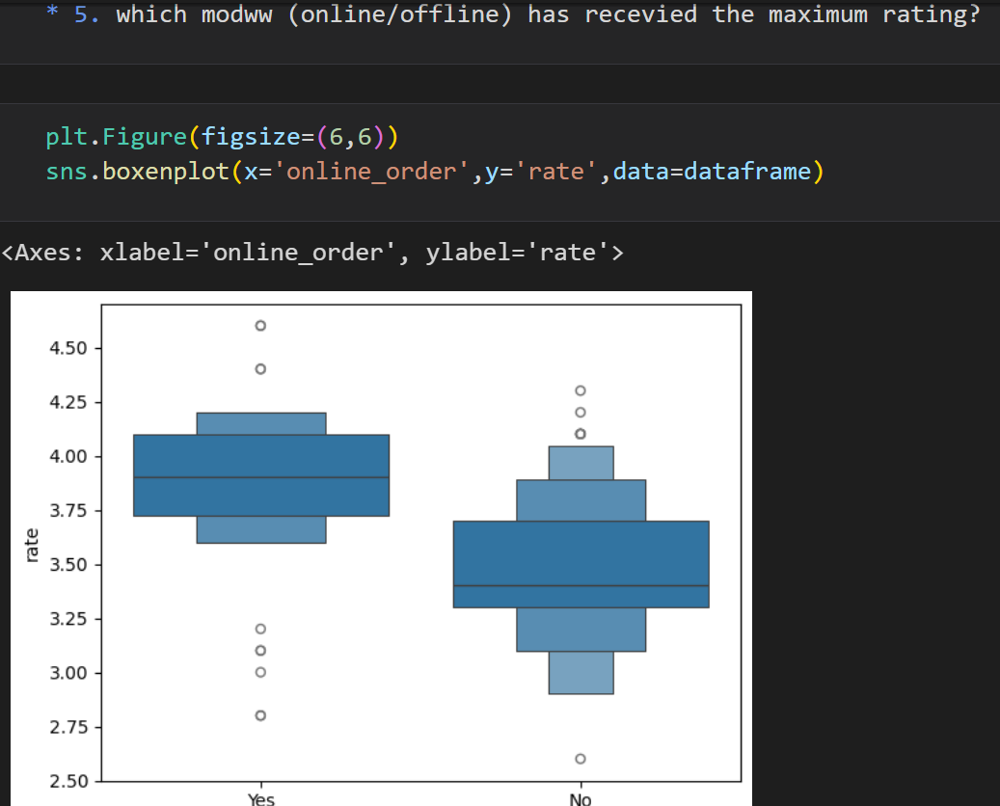 * 5. which modww (online/offline) has recevied the maximum rating?
plt.Figure(figsize=(6,6))
sns.boxenplot(x='online_order',y='rate',data=dataframe)
<Axes: xlabel='online_order', ylabel='rate'>
4.50
4.25
4.00
3.75
3.50
3.25
3.00
2.75
2.50
rate
Yes
No